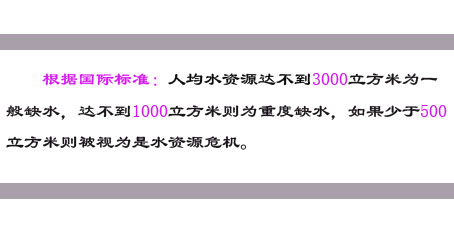 根据国际标准：人均水资源达不到3000立方米为一
般缺水，达不到1000立方米则为重度缺水，如果少于500
立方米则被视为是水资源危机。